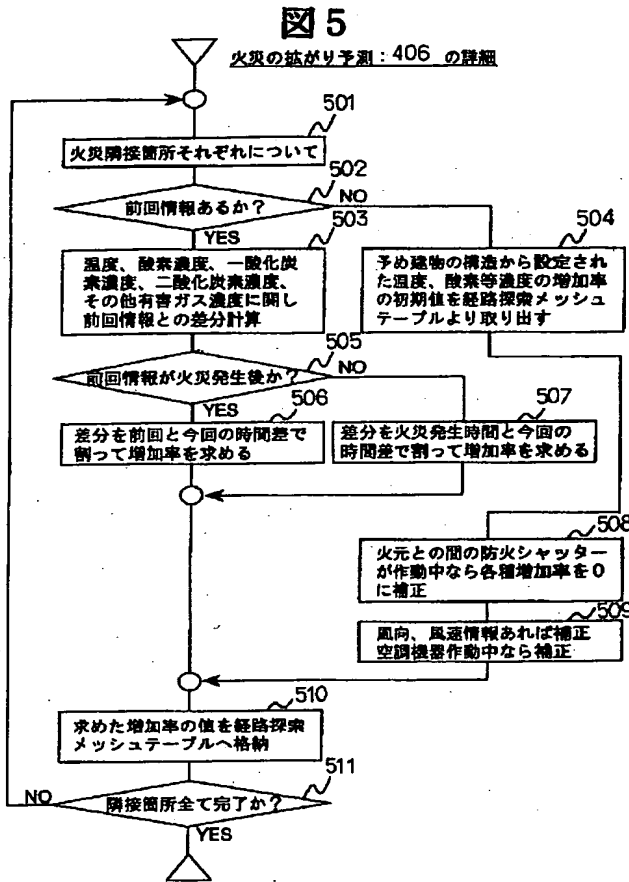 図5
火災の拡がり予測：406 の詳細
501
火災隣接箇所それぞれについて
502
前回情報あるか？
NO
YES
503
温度、酸素濃度、一酸化炭
素濃度、二酸化炭素濃度、
その他有害ガス濃度に関し
前回情報との差分計算
504
予め建物の構造から設定され
た温度、酸素等濃度の増加率
の初期値を経路探索メッシュ
テーブルより取り出す
505
前回情報が火災発生後か？
NO
YES
506
差分を前回と今回の時間差で
割って増加率を求める
507
差分を火災発生時間と今回の
時間差で割って増加率を求める
508
火元との間の防火シャッター
が作動中なら各種増加率を0
に補正
509
風向、風速情報あれば補正
空調機器作動中なら補正
510
求めた増加率の値を経路探索
メッシュテーブルへ格納
511
隣接箇所全て完了か？
NO
YES